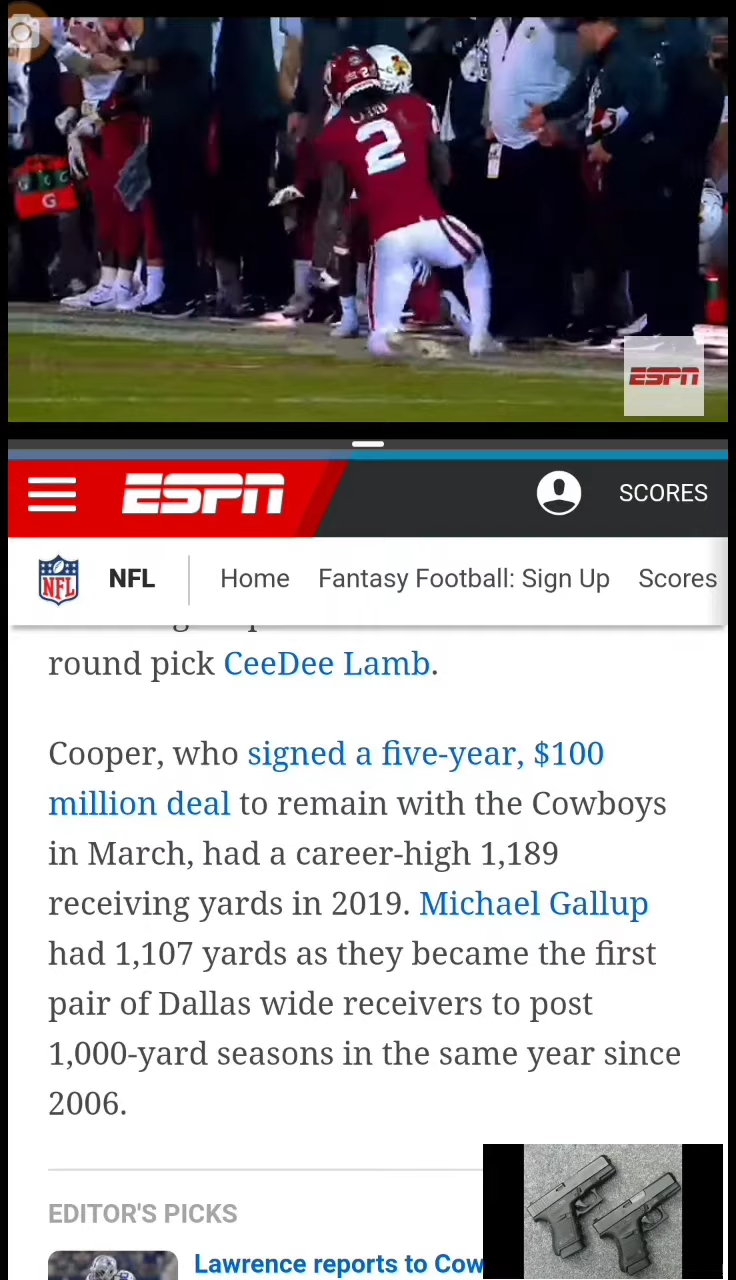 LAMB
2
G
ESPN
ESPN
SCORES
NFL
NFL
Home
Fantasy Football: Sign Up
Scores
round pick CeeDee Lamb.
Cooper, who signed a five-year, $100
million deal to remain with the Cowboys
in March, had a career-high 1,189
receiving yards in 2019. Michael Gallup
had 1,107 yards as they became the first
pair of Dallas wide receivers to post
1,000-yard seasons in the same year since
2006.
EDITOR'S PICKS
Lawrence reports to Cow